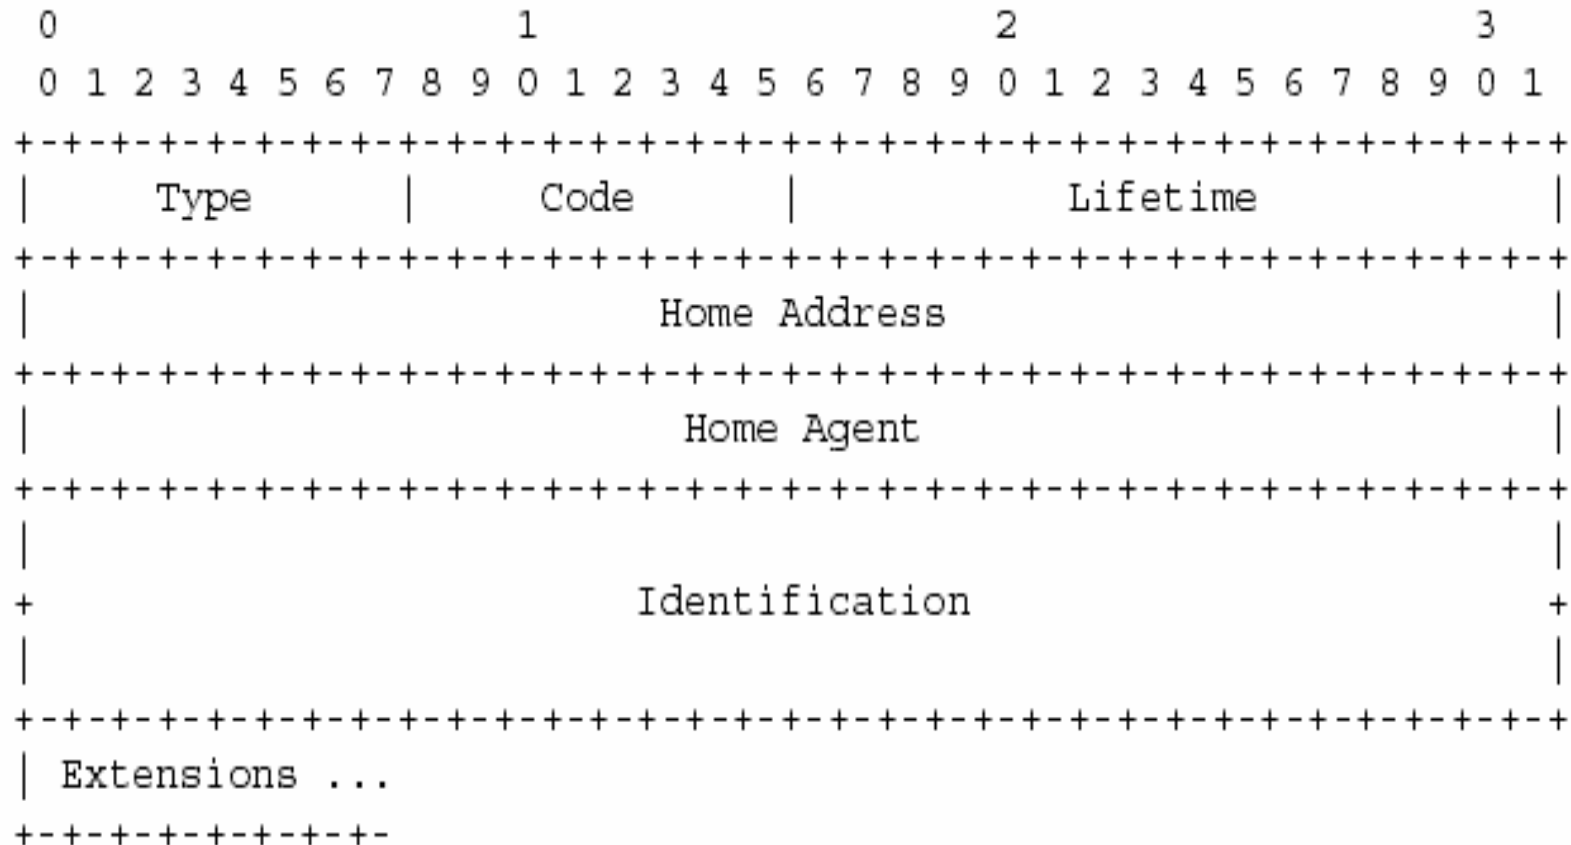 0                   1                   2                   3
0 1 2 3 4 5 6 7 8 9 0 1 2 3 4 5 6 7 8 9 0 1 2 3 4 5 6 7 8 9 0 1
+-+-+-+-+-+-+-+-+-+-+-+-+-+-+-+-+-+-+-+-+-+-+-+-+-+-+-+-+-+-+-+-+
|     Type      |     Code      |           Lifetime            |
+-+-+-+-+-+-+-+-+-+-+-+-+-+-+-+-+-+-+-+-+-+-+-+-+-+-+-+-+-+-+-+-+
|                          Home Address                         |
+-+-+-+-+-+-+-+-+-+-+-+-+-+-+-+-+-+-+-+-+-+-+-+-+-+-+-+-+-+-+-+-+
|                           Home Agent                          |
+-+-+-+-+-+-+-+-+-+-+-+-+-+-+-+-+-+-+-+-+-+-+-+-+-+-+-+-+-+-+-+-+
|                                                               |
+                         Identification                        +
|                                                               |
+-+-+-+-+-+-+-+-+-+-+-+-+-+-+-+-+-+-+-+-+-+-+-+-+-+-+-+-+-+-+-+-+
| Extensions ...
+-+-+-+-+-+-+-+-